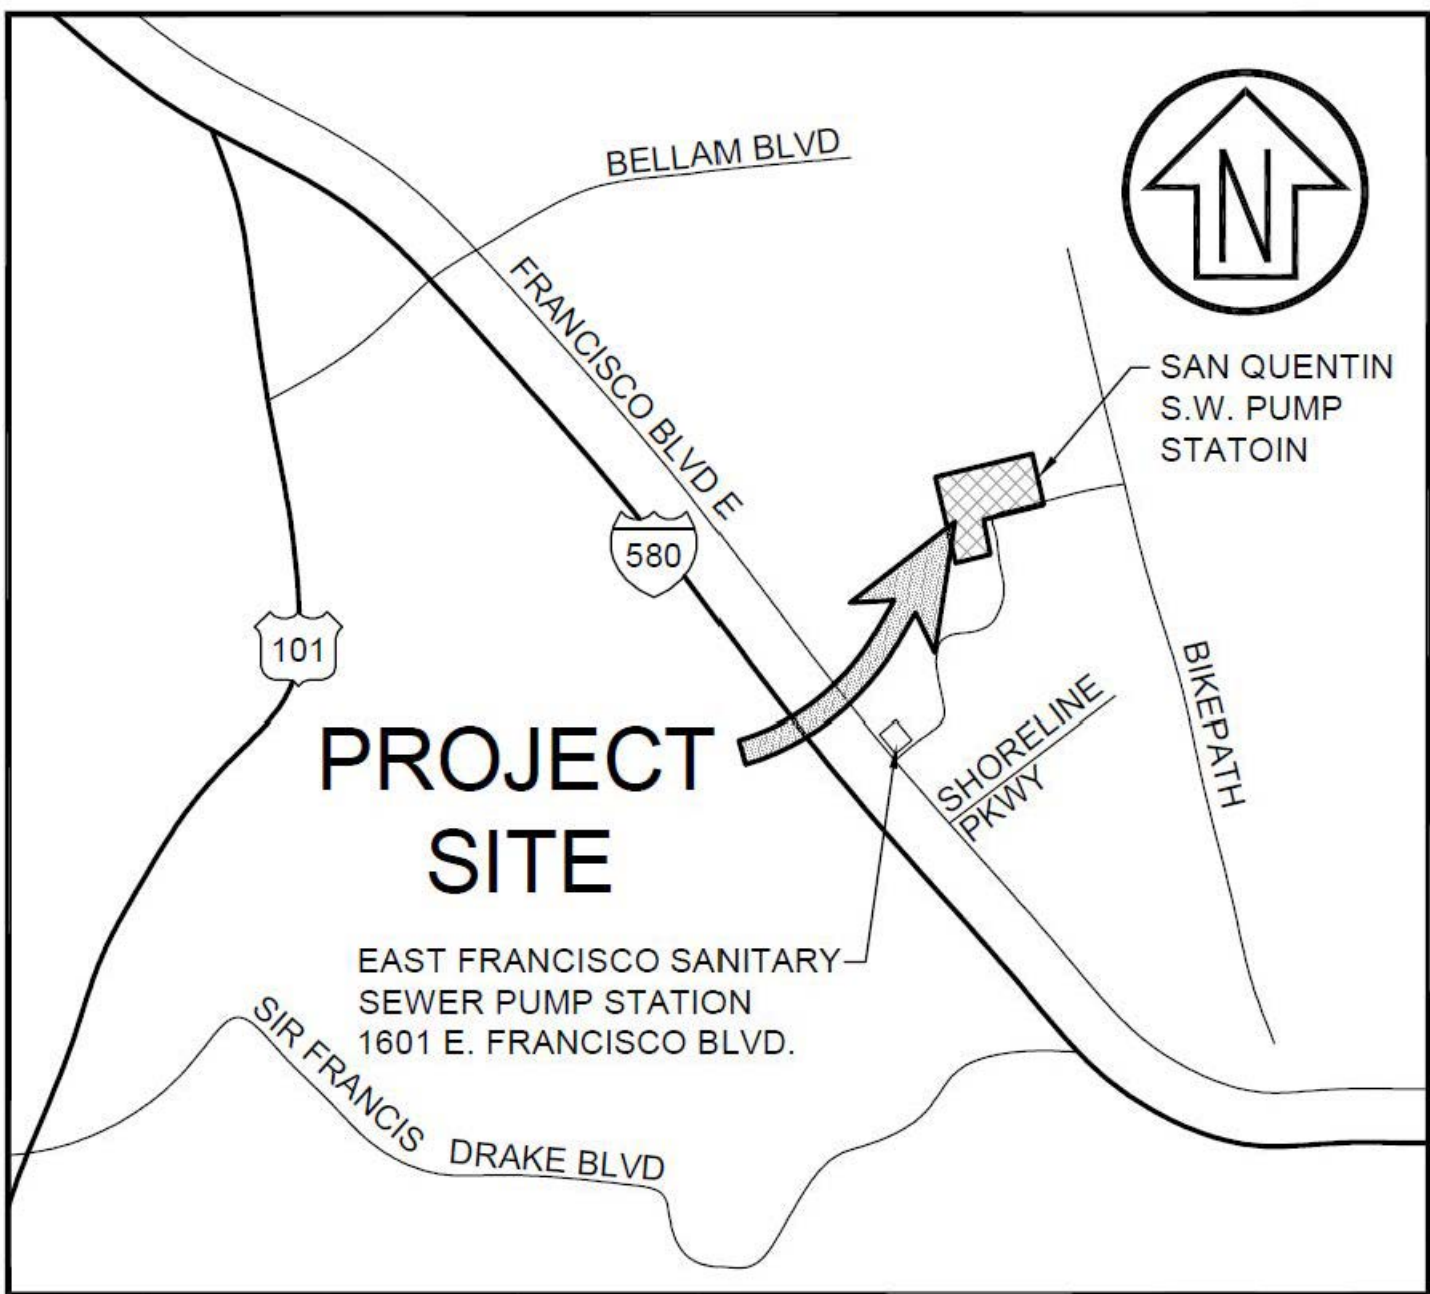 BELLAM BLVD
N
FRANCISCO BLVD E
SAN QUENTIN
S.W. PUMP
STATOIN
580
101
BIKEPATH
SHORELINE
PKWY
PROJECT
SITE
EAST FRANCISCO SANITARY
SEWER PUMP STATION
1601 E. FRANCISCO BLVD.
SIR FRANCIS DRAKE BLVD